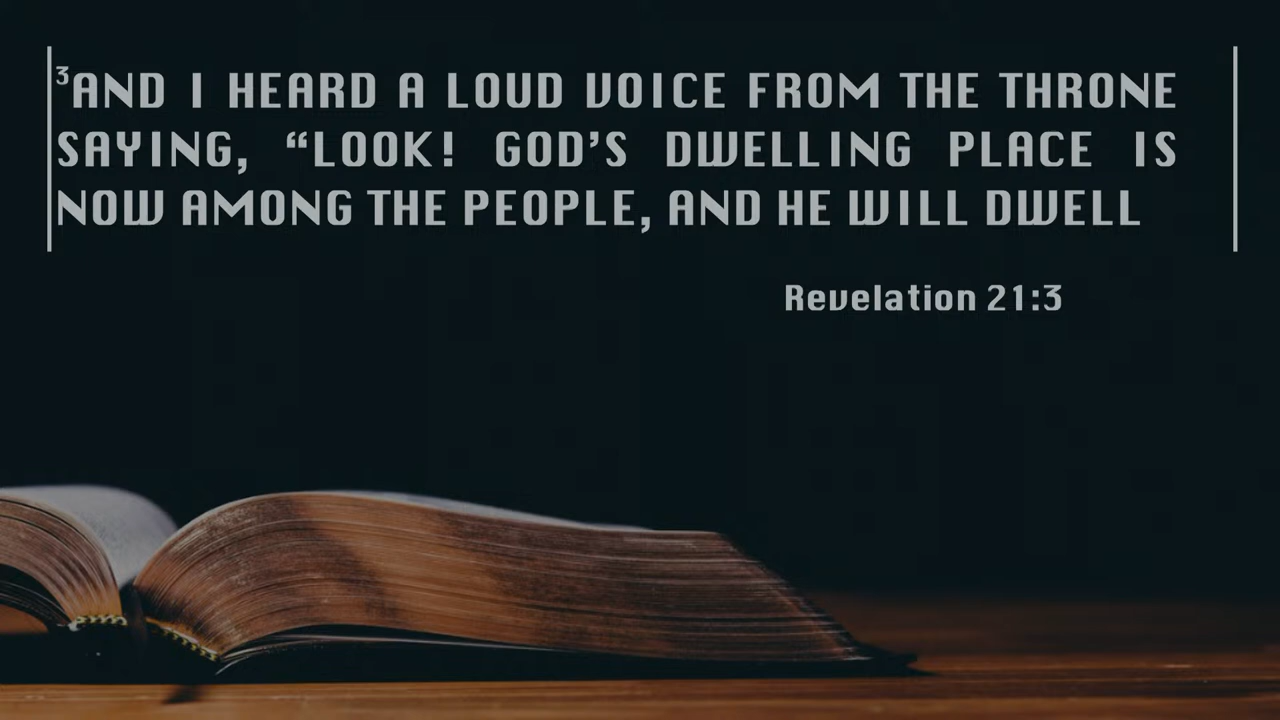 ³AND I HEARD A LOUD VOICE FROM THE THRONE
SAYING, “LOOK! GOD’S DWELLING PLACE IS
NOW AMONG THE PEOPLE, AND HE WILL DWELL
Revelation 21:3